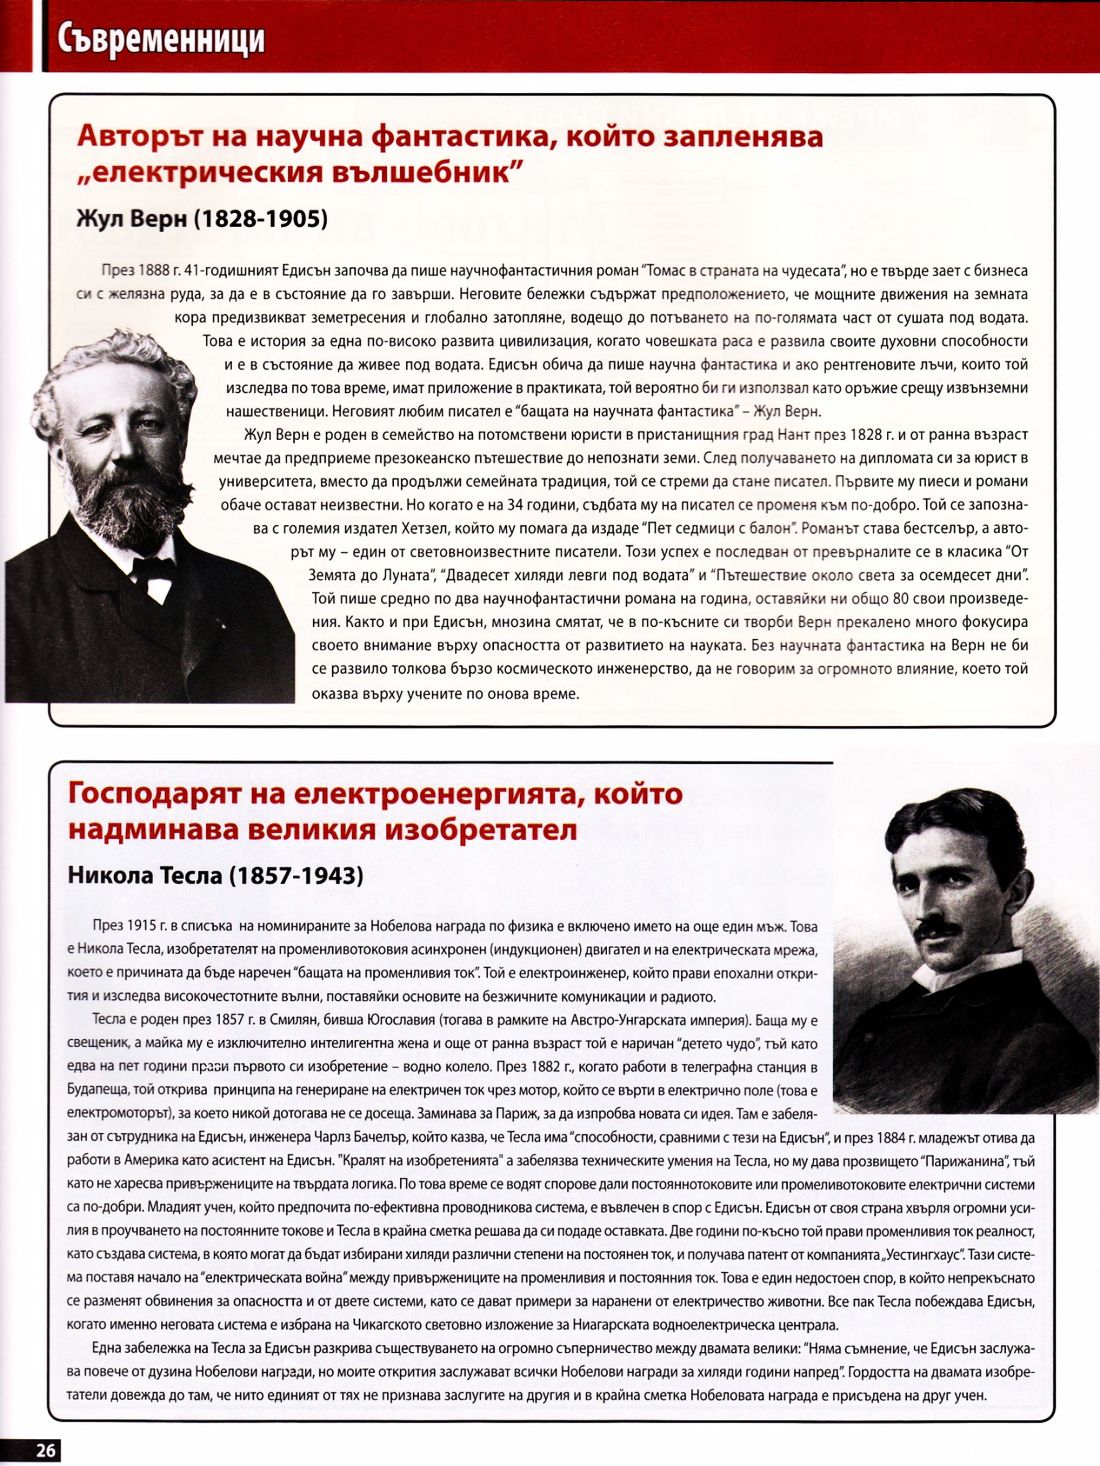 Съвременници
Авторът на научна фантастика, който запленява
„електрическия вълшебник”
Жул Верн (1828-1905)
През 1888 г. 41-годишният Едисън започва да пише научнофантастичния роман “Томас в страната на чудесата”, но е твърде зает с бизнеса
си с желязна руда, за да е в състояние да го завърши. Неговите бележки съдържат предположението, че мощните движения на земната
кора предизвикват земетресения и глобално затопляне, водещо до потъването на по-голямата част от сушата под водата.
Това е история за една по-високо развита цивилизация, когато човешката раса е развила своите духовни способности
и е в състояние да живее под водата. Едисън обича да пише научна фантастика и ако рентгеновите лъчи, които той
изследва по това време, имат приложение в практиката, той вероятно би ги използвал като оръжие срещу извънземни
нашественици. Неговият любим писател е “бащата на научната фантастика” – Жул Верн.
Жул Верн е роден в семейство на потомствени юристи в пристанищния град Нант през 1828 г. и от ранна възраст
мечтае да предприеме презокеанско пътешествие до непознати земи. След получаването на дипломата си за юрист в
университета, вместо да продължи семейната традиция, той се стреми да стане писател. Първите му пиеси и романи
обаче остават неизвестни. Но когато е на 34 години, съдбата му на писател се променя към по-добро. Той се запозна-
ва с големия издател Хетзел, който му помага да издаде “Пет седмици с балон”. Романът става бестселър, а авто-
рът му – един от световноизвестните писатели. Този успех е последван от превърналите се в класика “От
Земята до Луната”, “Двадесет хиляди левги под водата” и “Пътешествие около света за осемдесет дни”.
Той пише средно по два научнофантастични романа на година, оставяйки ни общо 80 свои произведе-
ния. Както и при Едисън, мнозина смятат, че в по-късните си творби Верн прекалено много фокусира
своето внимание върху опасността от развитието на науката. Без научната фантастика на Верн не би
се развило толкова бързо космическото инженерство, да не говорим за огромното влияние, което той
оказва върху учените по онова време.
Господарят на електроенергията, който
надминава великия изобретател
Никола Тесла (1857-1943)
През 1915 г. в списъка на номинираните за Нобелова награда по физика е включено името на още един мъж. Това
е Никола Тесла, изобретателят на променливотоковия асинхронен (индукционен) двигател и на електрическата мрежа,
което е причината да бъде наречен “бащата на променливия ток”. Той е електроинженер, който прави епохални откри-
тия и изследва високочестотните вълни, поставяйки основите на безжичните комуникации и радиото.
Тесла е роден през 1857 г. в Смилян, бивша Югославия (тогава в рамките на Австро-Унгарската империя). Баща му е
свещеник, а майка му е изключително интелигентна жена и още от ранна възраст той е наричан “детето чудо”, тъй като
едва на пет години прави първото си изобретение – водно колело. През 1882 г., когато работи в телеграфна станция в
Будапеща, той открива принципа на генериране на електричен ток чрез мотор, който се върти в електрично поле (това е
електромоторът), за което никой дотогава не се досеща. Заминава за Париж, за да изпробва новата си идея. Там е забеля-
зан от сътрудника на Едисън, инженера Чарлз Бачелър, който казва, че Тесла има “способности, сравними с тези на Едисън“, и през 1884 г. младежът отива да
работи в Америка като асистент на Едисън. "Кралят на изобретенията" а забелязва техническите умения на Тесла, но му дава прозвището “Парижанина”, тъй
като не харесва привържениците на твърдата логика. По това време се водят спорове дали постояннотоковите или промеливотоковите електрични системи
са по-добри. Младият учен, който предпочита по-ефективна проводникова система, е въвлечен в спор с Едисън. Едисън от своя страна хвърля огромни уси-
лия в проучването на постоянните токове и Тесла в крайна сметка решава да си подаде оставката. Две години по-късно той прави променливия ток реалност,
като създава система, в която могат да бъдат избирани хиляди различни степени на постоянен ток, и получава патент от компанията „Уестингхаус”. Тази систе-
ма поставя начало на “електрическата война” между привържениците на променливия и постоянния ток. Това е един недостоен спор, в който непрекъснато
се разменят обвинения за опасността и от двете системи, като се дават примери за наранени от електричество животни. Все пак Тесла побеждава Едисън,
когато именно неговата система е избрана на Чикагското световно изложение за Ниагарската водноелектрическа централа.
Една забележка на Тесла за Едисън разкрива съществуването на огромно съперничество между двамата велики: “Няма съмнение, че Едисън заслужа-
ва повече от дузина Нобелови награди, но моите открития заслужават всички Нобелови награди за хиляди години напред”. Гордостта на двамата изобре-
татели довежда до там, че нито единият от тях не признава заслугите на другия и в крайна сметка Нобеловата награда е присъдена на друг учен.
26